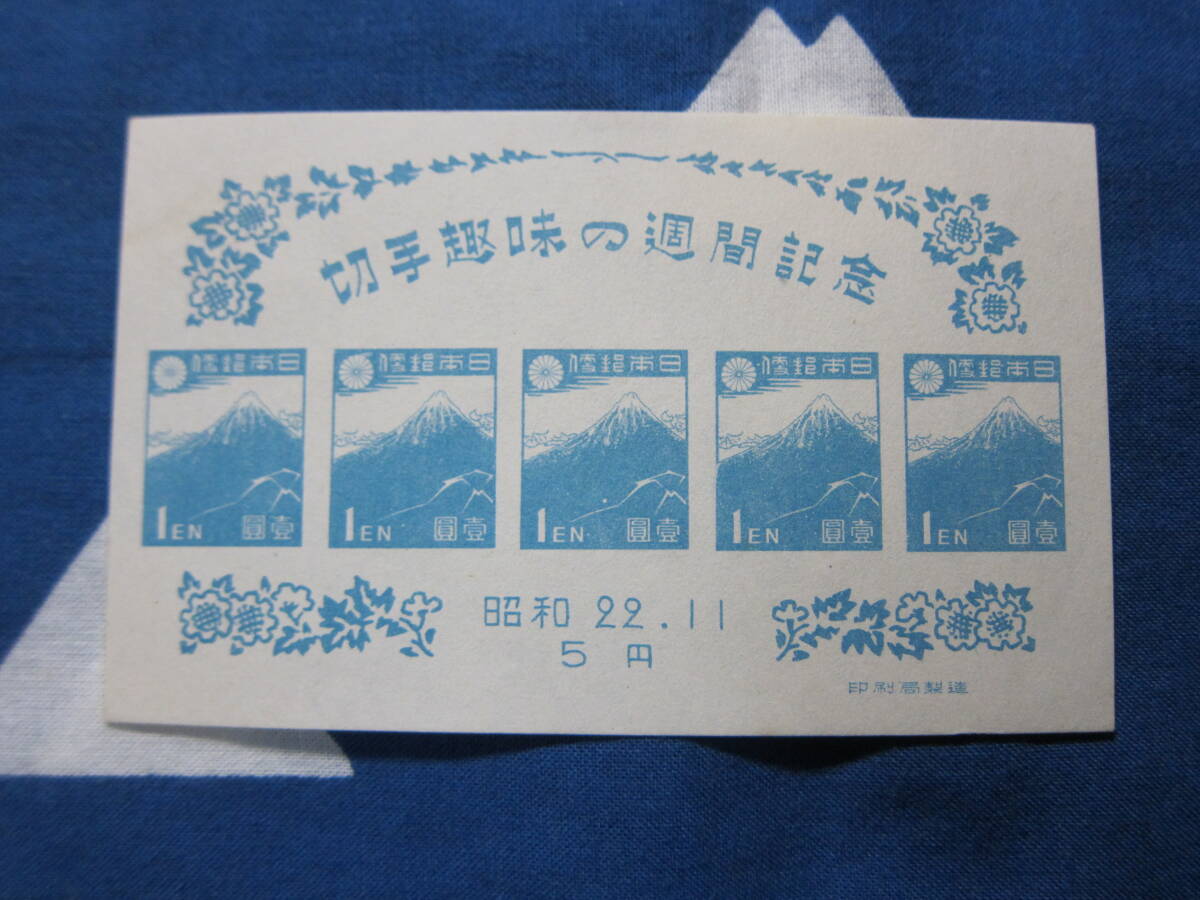 切手趣味の週間記念
日本郵便
日本郵便
日本郵便
日本郵便
日本郵便
1EN 壹圓
1EN 壹圓
1EN 壹圓
1EN 壹圓
1EN 壹圓
昭和 22.11
5 円
印刷局製造